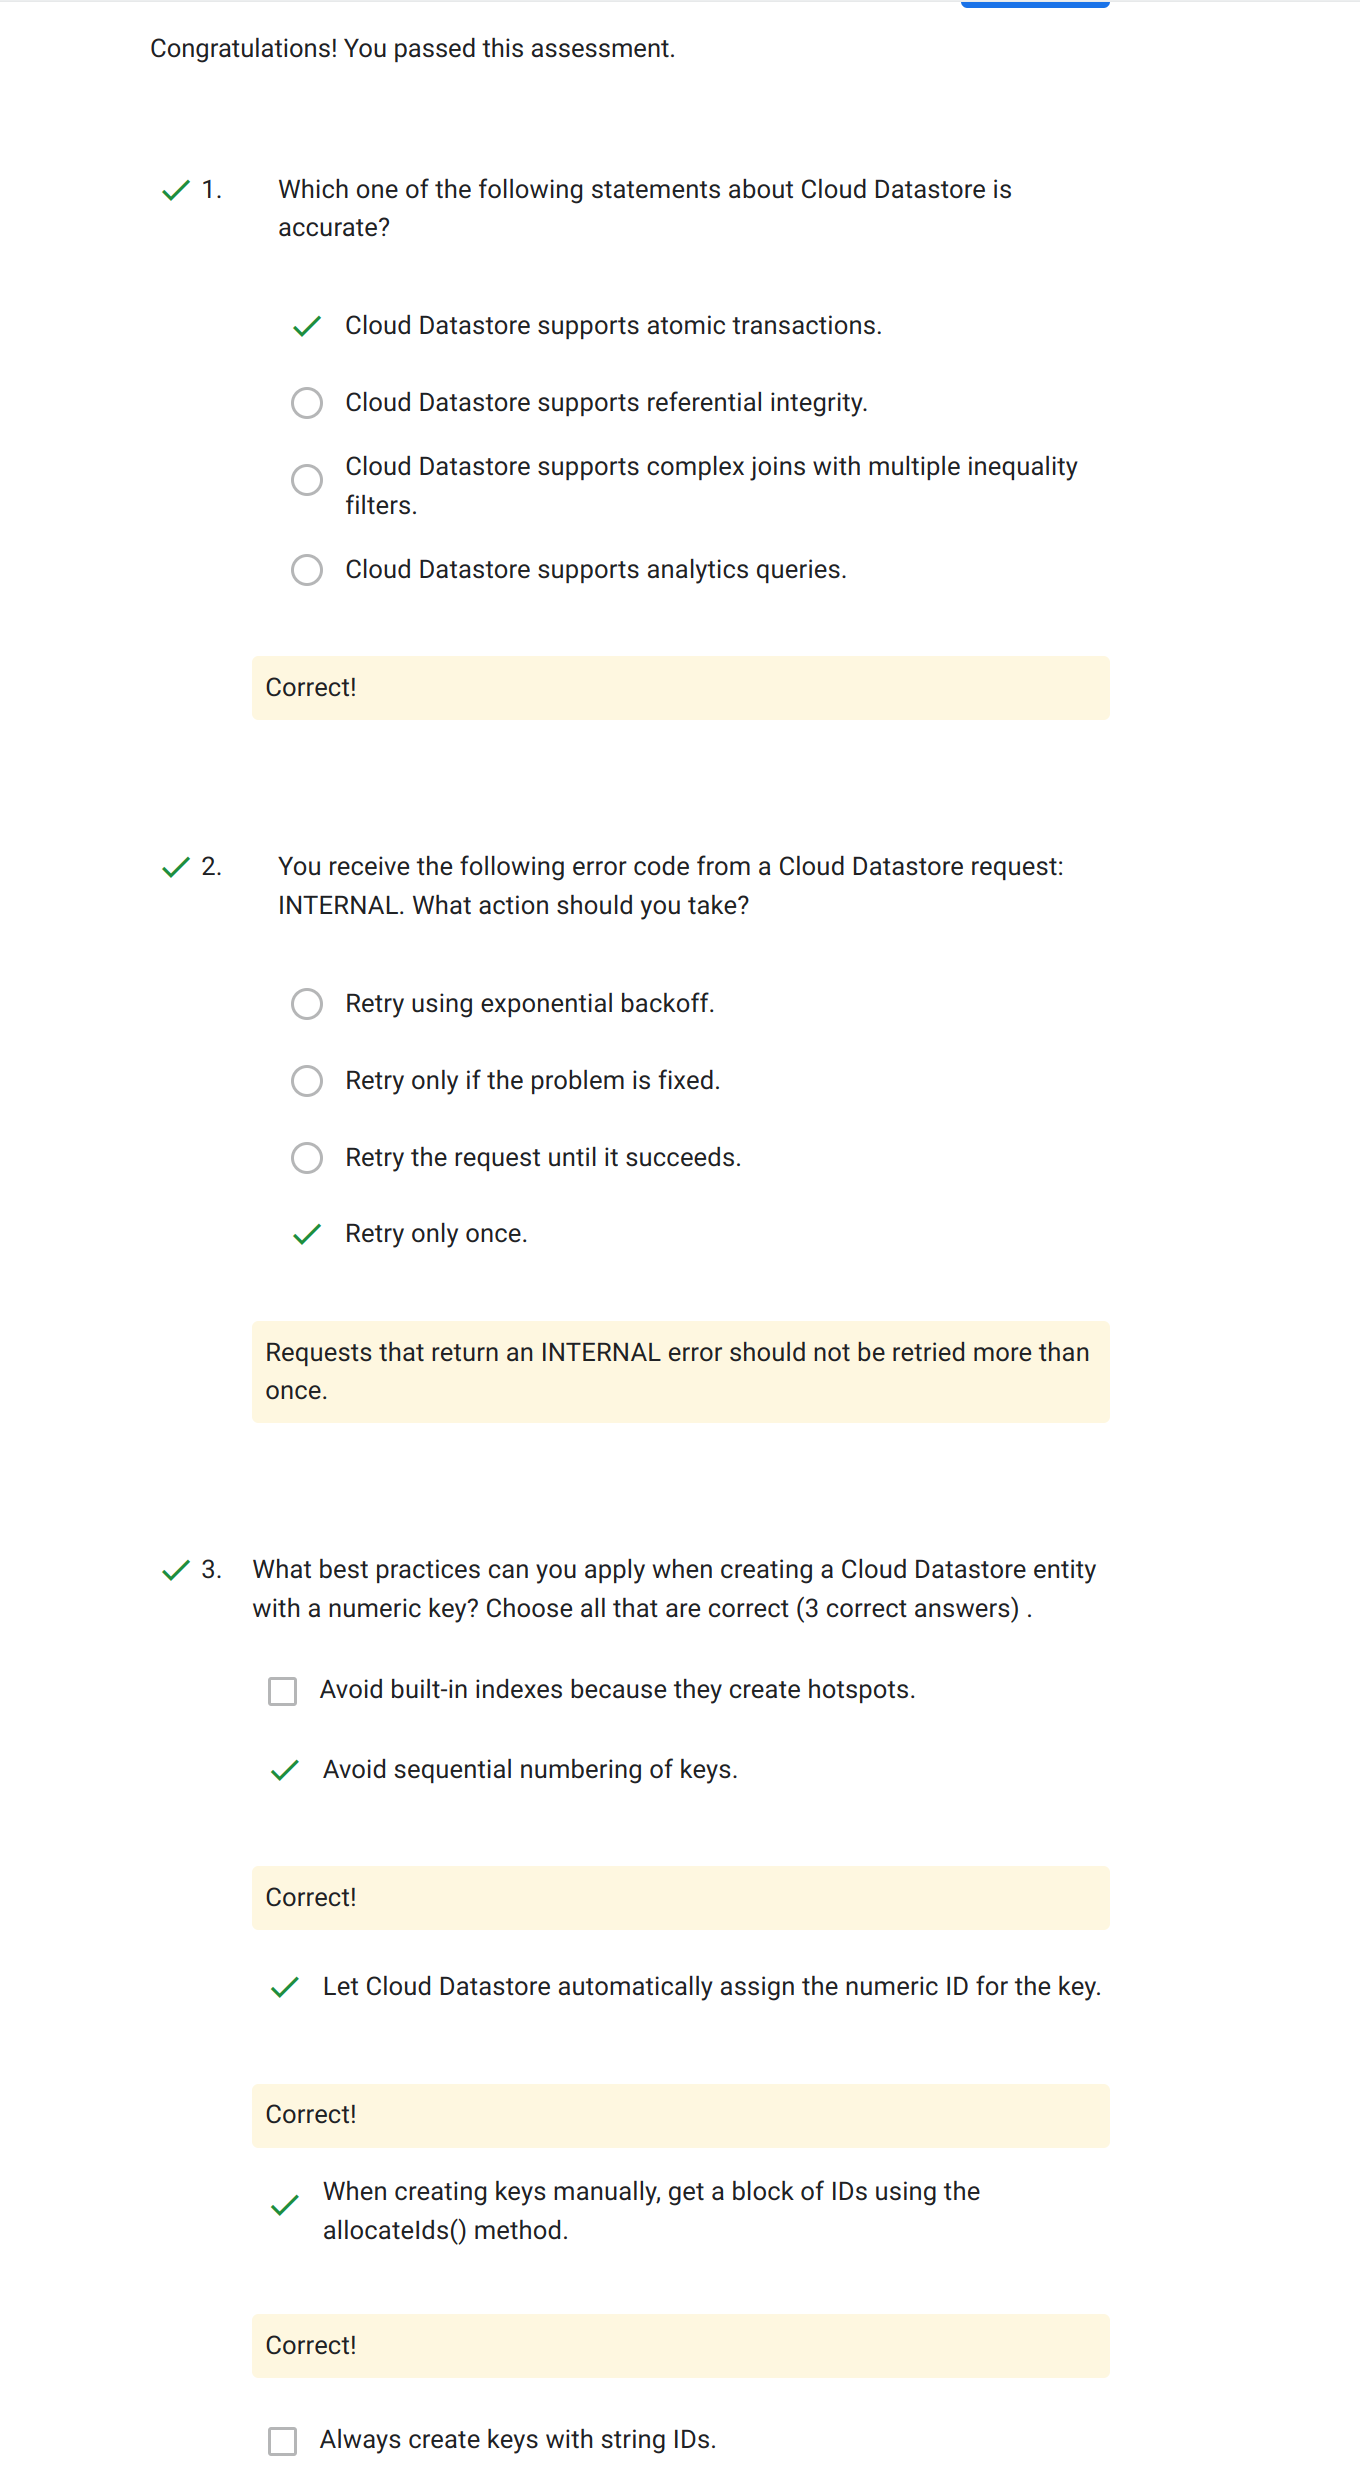 Congratulations! You passed this assessment.
1. Which one of the following statements about Cloud Datastore is
accurate?
Cloud Datastore supports atomic transactions.
Cloud Datastore supports referential integrity.
Cloud Datastore supports complex joins with multiple inequality
filters.
Cloud Datastore supports analytics queries.
Correct!
2. You receive the following error code from a Cloud Datastore request:
INTERNAL. What action should you take?
Retry using exponential backoff.
Retry only if the problem is fixed.
Retry the request until it succeeds.
Retry only once.
Requests that return an INTERNAL error should not be retried more than
once.
3. What best practices can you apply when creating a Cloud Datastore entity
with a numeric key? Choose all that are correct (3 correct answers) .
Avoid built-in indexes because they create hotspots.
Avoid sequential numbering of keys.
Correct!
Let Cloud Datastore automatically assign the numeric ID for the key.
Correct!
When creating keys manually, get a block of IDs using the
allocateIds() method.
Correct!
Always create keys with string IDs.